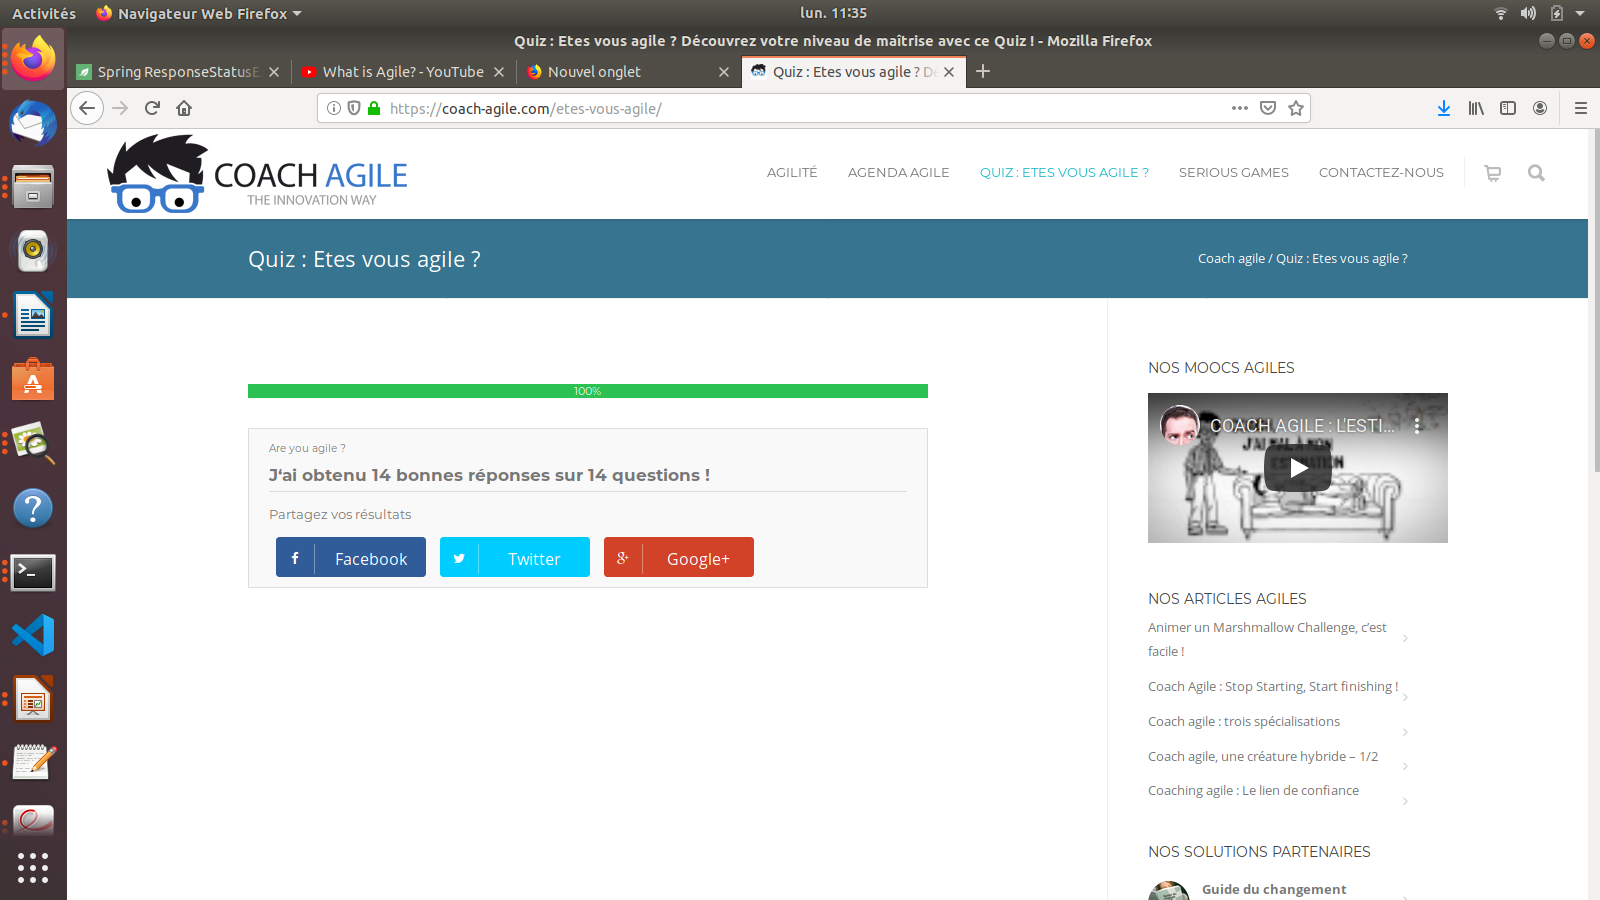 Activités
Navigateur Web Firefox
lun. 11:35
Quiz : Etes vous agile ? Découvrez votre niveau de maîtrise avec ce Quiz ! - Mozilla Firefox
Spring ResponseStatusE
What is Agile? - YouTube
Nouvel onglet
Quiz : Etes vous agile ? D
https://coach-agile.com/etes-vous-agile/
COACH AGILE
THE INNOVATION WAY
AGILITÉ
AGENDA AGILE
QUIZ : ETES VOUS AGILE ?
SERIOUS GAMES
CONTACTEZ-NOUS
Quiz : Etes vous agile ?
Coach agile / Quiz : Etes vous agile ?
100%
Are you agile ?
J'ai obtenu 14 bonnes réponses sur 14 questions !
Partagez vos résultats
Facebook
Twitter
Google+
NOS MOOCS AGILES
COACH AGILE : L'ESTI...
NOS ARTICLES AGILES
Animer un Marshmallow Challenge, c'est
facile !
Coach Agile : Stop Starting, Start finishing !
Coach agile : trois spécialisations
Coach agile, une créature hybride – 1/2
Coaching agile : Le lien de confiance
NOS SOLUTIONS PARTENAIRES
Guide du changement